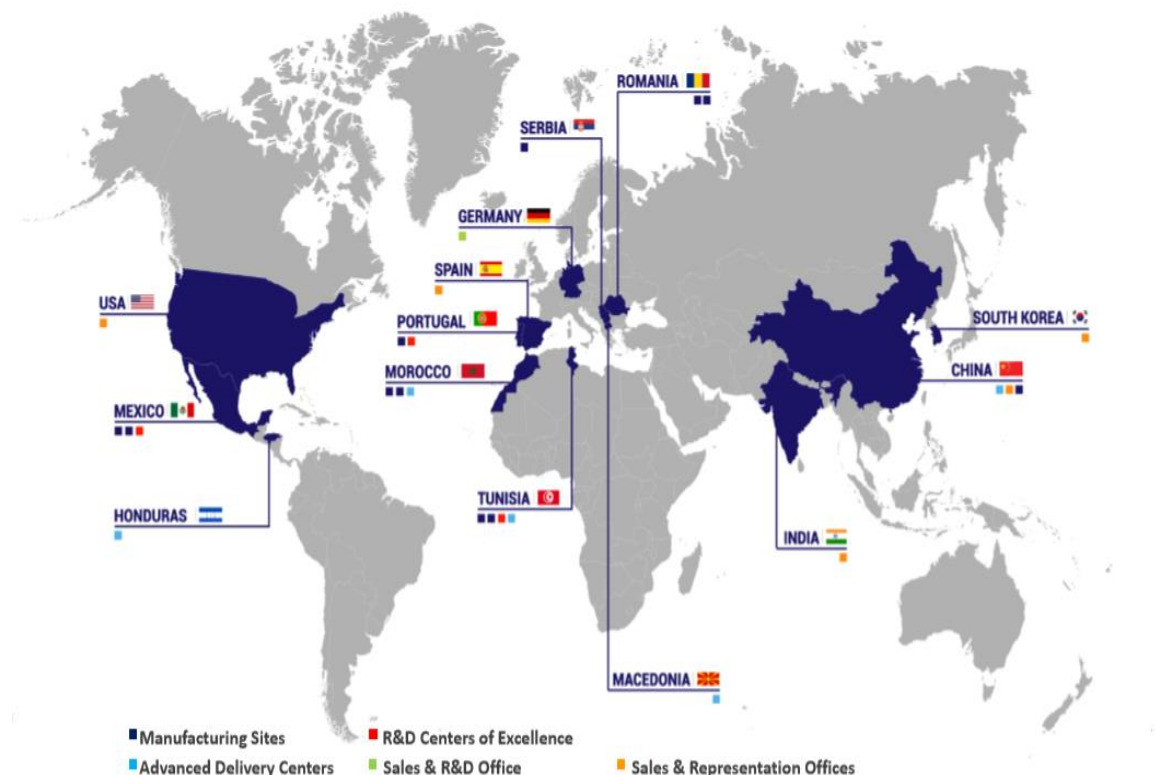 ROMANIA
SERBIA
GERMANY
SPAIN
USA
PORTUGAL
SOUTH KOREA
MOROCCO
CHINA
MEXICO
TUNISIA
HONDURAS
INDIA
MACEDONIA
Manufacturing Sites
R&D Centers of Excellence
Advanced Delivery Centers
Sales & R&D Office
Sales & Representation Offices